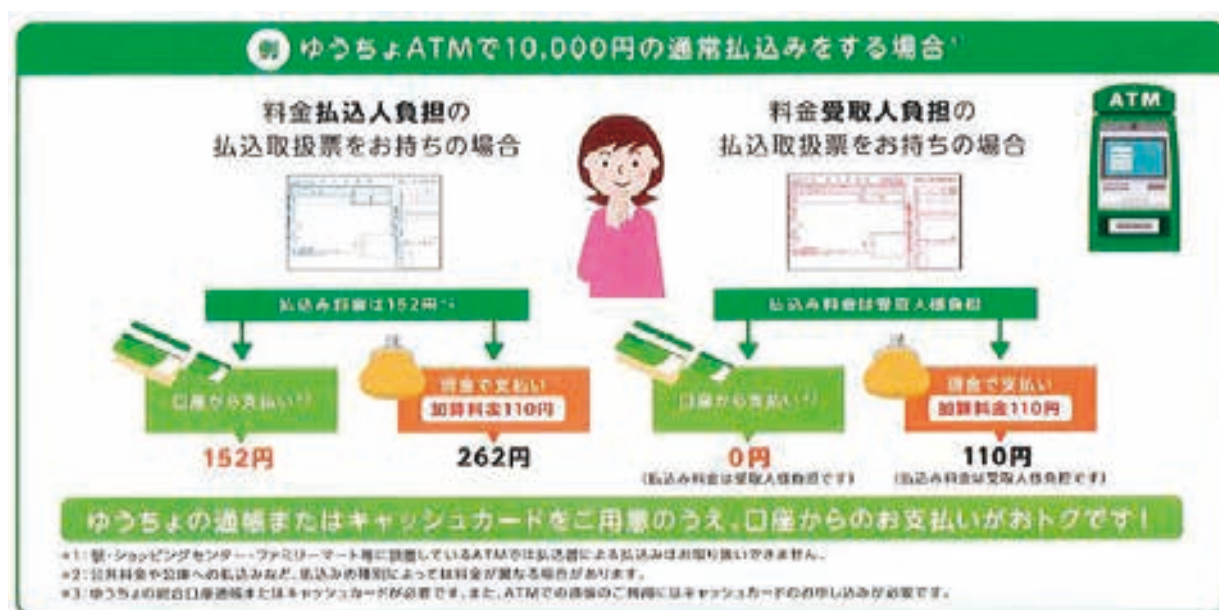 例 ゆうちょATMで10,000円の通常払込みをする場合*1
料金払込人負担の
払込取扱票をお持ちの場合
料金受取人負担の
払込取扱票をお持ちの場合
ATM
払込み料金は152円*2
払込み料金は受取人様負担
口座から支払い*3
152円
現金で支払い
加算料金110円
262円
口座から支払い*3
0円
(払込み料金は受取人様負担です)
現金で支払い
加算料金110円
110円
(払込み料金は受取人様負担です)
ゆうちょの通帳またはキャッシュカードをご用意のうえ、口座からのお支払いがおトクです!
*1:駅・ショッピングセンター・ファミリーマート等に設置しているATMでは払込書による払込みはお取り扱いできません。
*2:公共料金や公庫への払込みなど、払込みの種別によっては料金が異なる場合があります。
*3:ゆうちょの総合口座通帳またはキャッシュカードが必要です。また、ATMでの通帳のご利用にはキャッシュカードのお申し込みが必要です。